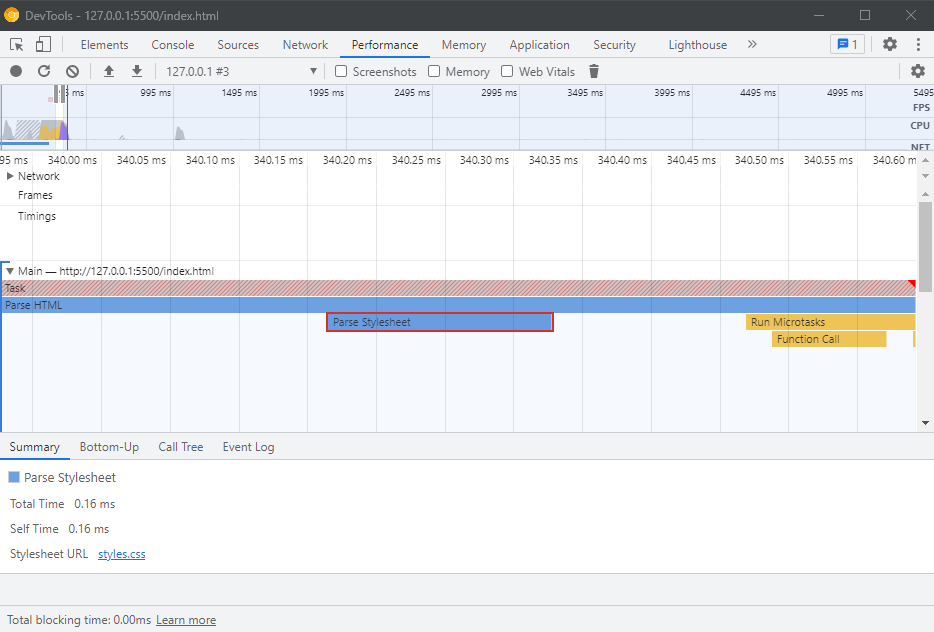 DevTools - 127.0.0.1:5500/index.html
Elements Console Sources Network Performance Memory Application Security Lighthouse » 1
127.0.0.1 #3 Screenshots Memory Web Vitals
ms 995 ms 1495 ms 1995 ms 2495 ms 2995 ms 3495 ms 3995 ms 4495 ms 4995 ms 5495
FPS
CPU
NET
95 ms 340.00 ms 340.05 ms 340.10 ms 340.15 ms 340.20 ms 340.25 ms 340.30 ms 340.35 ms 340.40 ms 340.45 ms 340.50 ms 340.55 ms 340.60 m
Network
Frames
Timings
Main — http://127.0.0.1:5500/index.html
Task
Parse HTML
Parse Stylesheet Run Microtasks
Function Call
Summary Bottom-Up Call Tree Event Log
Parse Stylesheet
Total Time 0.16 ms
Self Time 0.16 ms
Stylesheet URL styles.css
Total blocking time: 0.00ms Learn more